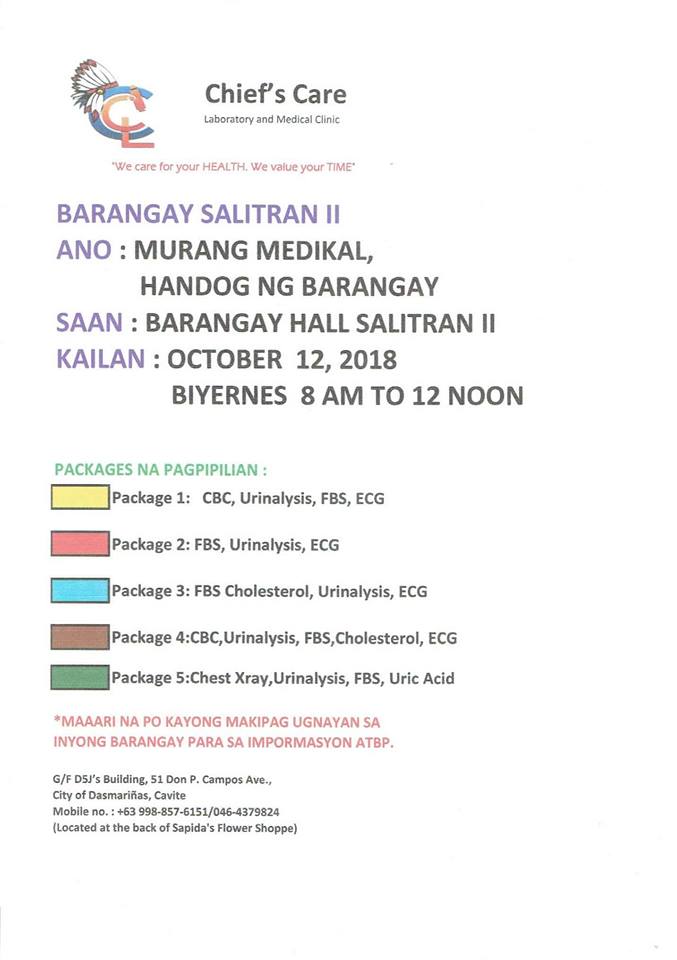 CCL
Chief's Care
Laboratory and Medical Clinic
"We care for your HEALTH. We value your TIME"
BARANGAY SALITRAN II
ANO : MURANG MEDIKAL,
HANDOG NG BARANGAY
SAAN : BARANGAY HALL SALITRAN II
KAILAN : OCTOBER 12, 2018
BIYERNES 8 AM TO 12 NOON
PACKAGES NA PAGPIPILIAN :
Package 1: CBC, Urinalysis, FBS, ECG
Package 2: FBS, Urinalysis, ECG
Package 3: FBS Cholesterol, Urinalysis, ECG
Package 4:CBC,Urinalysis, FBS,Cholesterol, ECG
Package 5:Chest Xray,Urinalysis, FBS, Uric Acid
*MAAARI NA PO KAYONG MAKIPAG UGNAYAN SA
INYONG BARANGAY PARA SA IMPORMASYON ATBP.
G/F D5J's Building, 51 Don P. Campos Ave.,
City of Dasmariñas, Cavite
Mobile no. : +63 998-857-6151/046-4379824
(Located at the back of Sapida's Flower Shoppe)